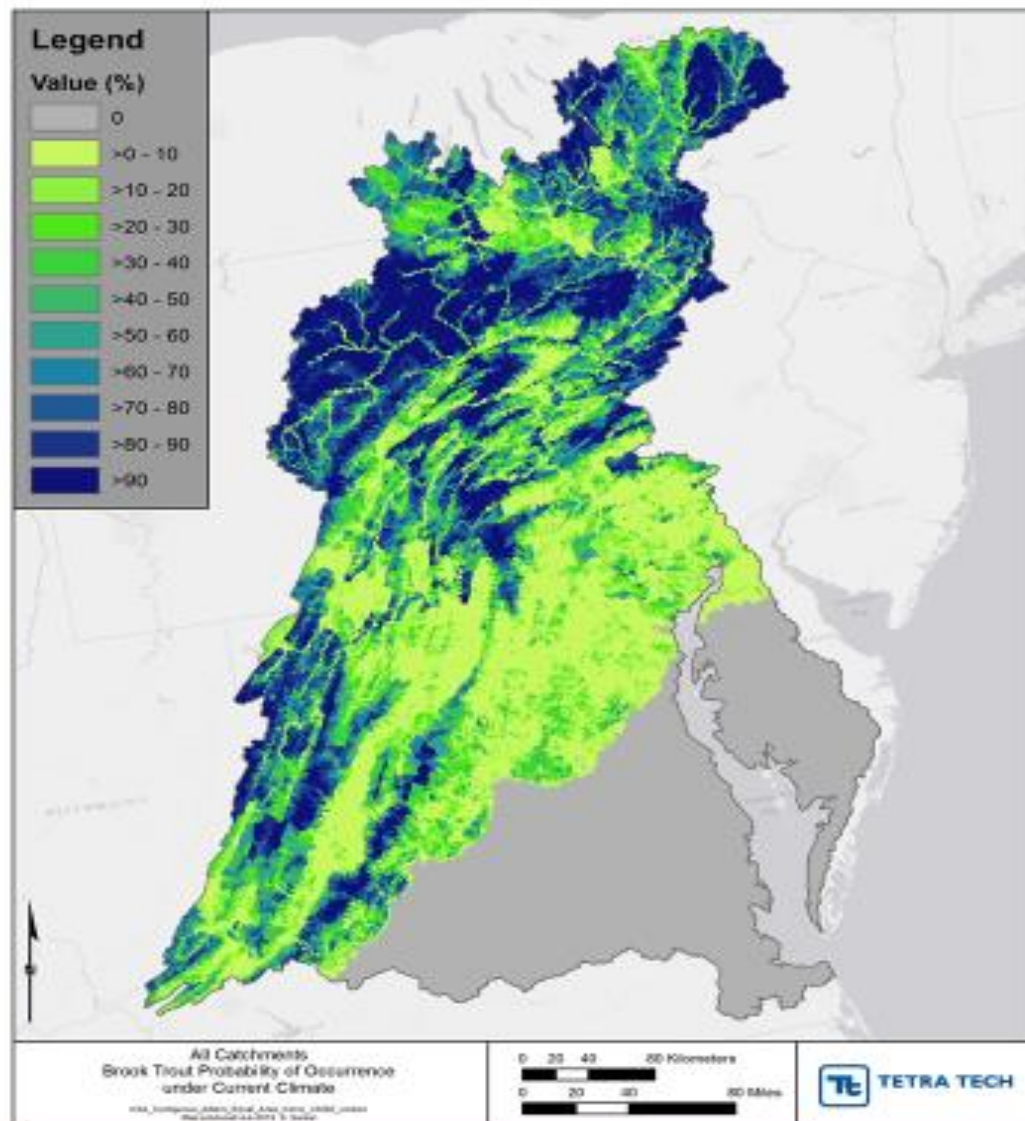 Legend
Value (%)
0
>0 - 10
>10 - 20
>20 - 30
>30 - 40
>40 - 50
>50 - 60
>60 - 70
>70 - 80
>80 - 90
>90
All Catchments
Brook Trout Probability of Occurrence
under Current Climate
0 20 40 80 Kilometers
0 20 40 80 Miles
Tt TETRA TECH